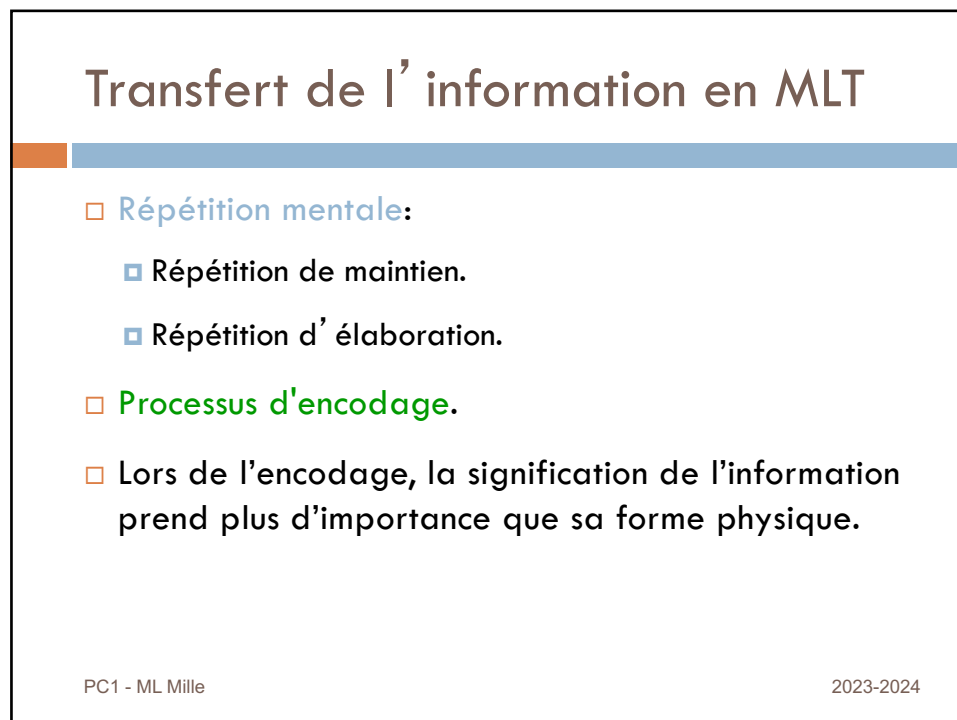 Transfert de l’information en MLT
Répétition mentale:
Répétition de maintien.
Répétition d’élaboration.
Processus d'encodage.
Lors de l’encodage, la signification de l’information
prend plus d’importance que sa forme physique.
PC1 - ML Mille
2023-2024